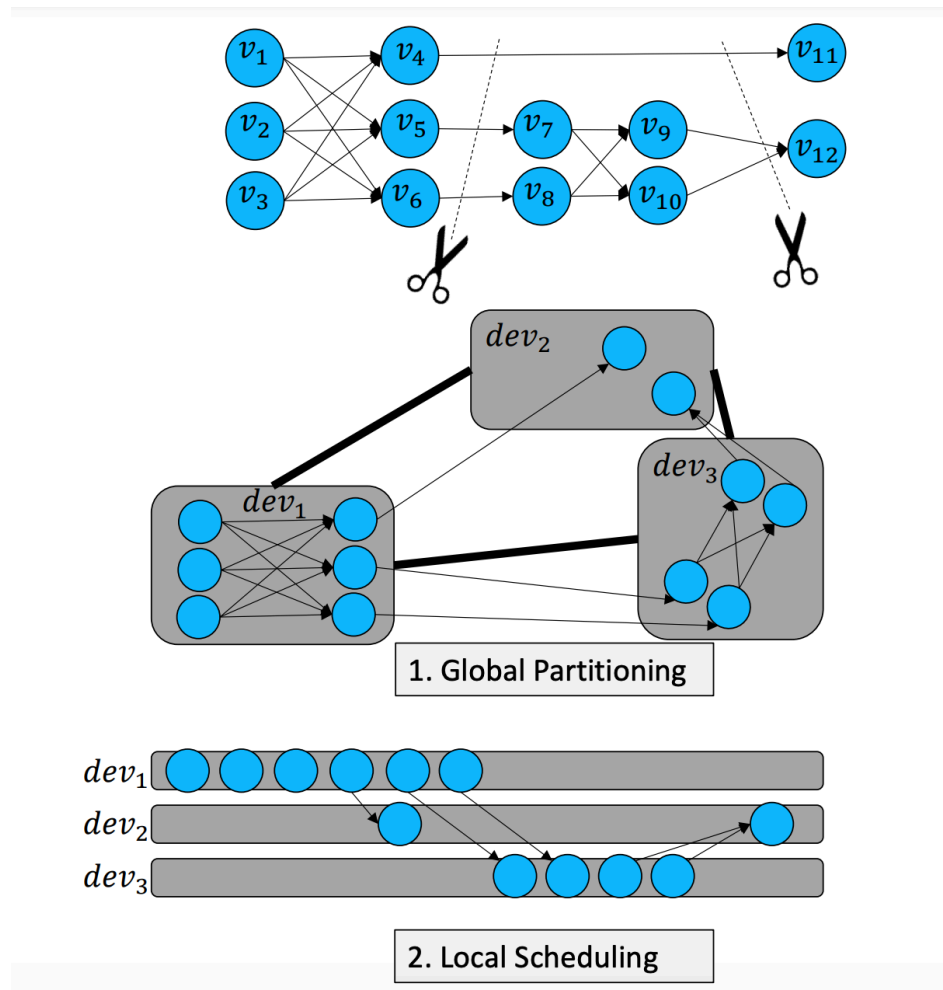 v₁ v₄ v₁₁
v₂ v₅ v₇ v₉ v₁₂
v₃ v₆ v₈ v₁₀
dev₂
dev₃
dev₁
1. Global Partitioning
dev₁
dev₂
dev₃
2. Local Scheduling